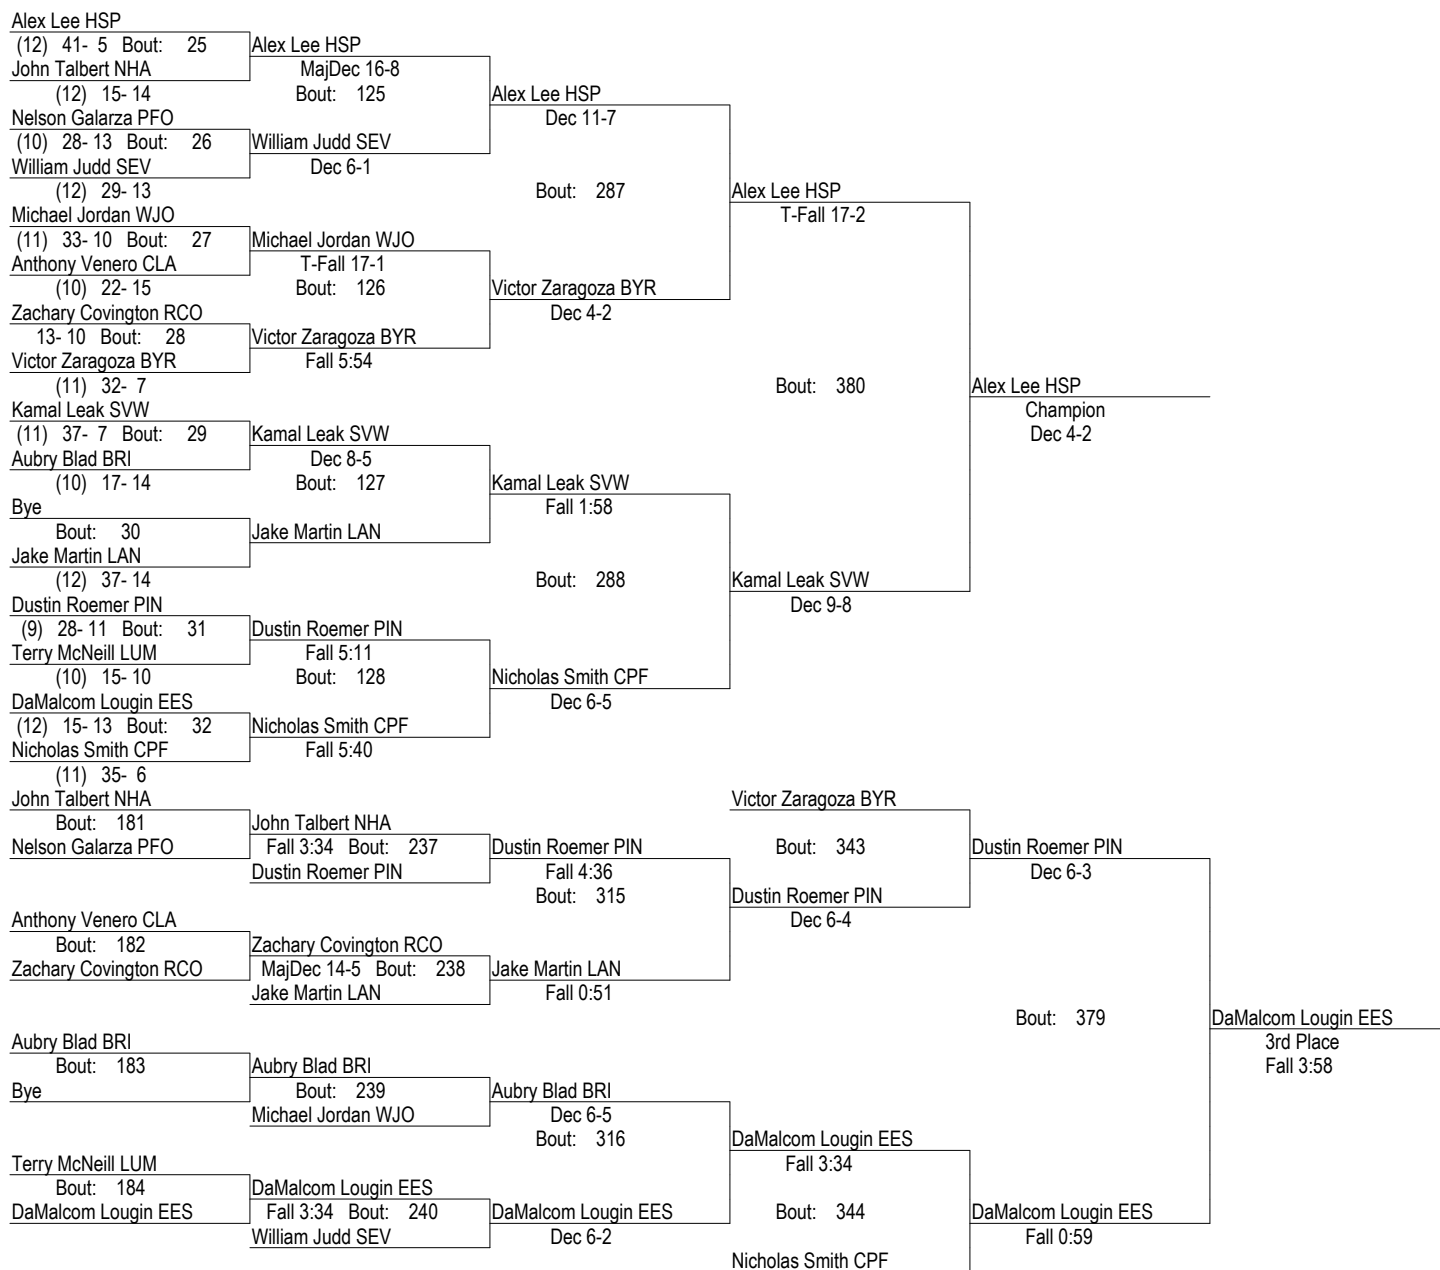 Alex Lee HSP
(12) 41- 5 Bout: 25 Alex Lee HSP
John Talbert NHA MajDec 16-8
(12) 15- 14 Bout: 125 Alex Lee HSP
Nelson Galarza PFO Dec 11-7
(10) 28- 13 Bout: 26 William Judd SEV
William Judd SEV Dec 6-1
(12) 29- 13 Bout: 287 Alex Lee HSP
Michael Jordan WJO T-Fall 17-2
(11) 33- 10 Bout: 27 Michael Jordan WJO
Anthony Venero CLA T-Fall 17-1
(10) 22- 15 Bout: 126 Victor Zaragoza BYR
Zachary Covington RCO Dec 4-2
13- 10 Bout: 28 Victor Zaragoza BYR
Victor Zaragoza BYR Fall 5:54
(11) 32- 7 Bout: 380 Alex Lee HSP
Kamal Leak SVW Champion
(11) 37- 7 Bout: 29 Kamal Leak SVW Dec 4-2
Aubry Blad BRI Dec 8-5
(10) 17- 14 Bout: 127 Kamal Leak SVW
Bye Fall 1:58
Bout: 30 Jake Martin LAN
Jake Martin LAN
(12) 37- 14 Bout: 288 Kamal Leak SVW
Dustin Roemer PIN Dec 9-8
(9) 28- 11 Bout: 31 Dustin Roemer PIN
Terry McNeill LUM Fall 5:11
(10) 15- 10 Bout: 128 Nicholas Smith CPF
DaMalcom Lougin EES Dec 6-5
(12) 15- 13 Bout: 32 Nicholas Smith CPF
Nicholas Smith CPF Fall 5:40
(11) 35- 6
John Talbert NHA Victor Zaragoza BYR
Bout: 181 John Talbert NHA
Nelson Galarza PFO Fall 3:34 Bout: 237 Dustin Roemer PIN Bout: 343 Dustin Roemer PIN
Dustin Roemer PIN Fall 4:36 Dec 6-3
Bout: 315 Dustin Roemer PIN
Anthony Venero CLA Dec 6-4
Bout: 182 Zachary Covington RCO
Zachary Covington RCO MajDec 14-5 Bout: 238 Jake Martin LAN
Jake Martin LAN Fall 0:51
Bout: 379 DaMalcom Lougin EES
Aubry Blad BRI 3rd Place
Bout: 183 Aubry Blad BRI Fall 3:58
Bye Bout: 239 Aubry Blad BRI
Michael Jordan WJO Dec 6-5
Bout: 316 DaMalcom Lougin EES
Terry McNeill LUM Fall 3:34
Bout: 184 DaMalcom Lougin EES
DaMalcom Lougin EES Fall 3:34 Bout: 240 DaMalcom Lougin EES Bout: 344 DaMalcom Lougin EES
William Judd SEV Dec 6-2 Fall 0:59
Nicholas Smith CPF